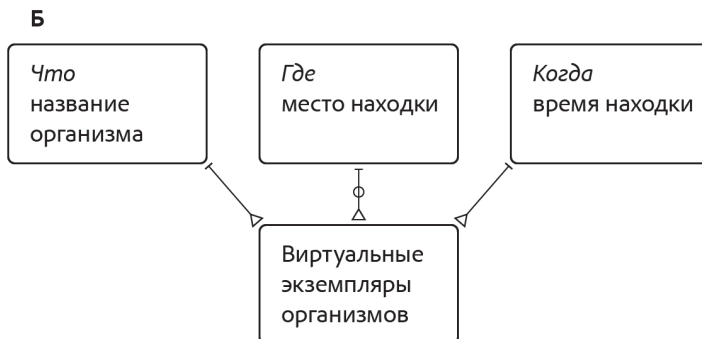 Б
Что
название
организма
Где
место находки
Когда
время находки
Виртуальные
экземпляры
организмов